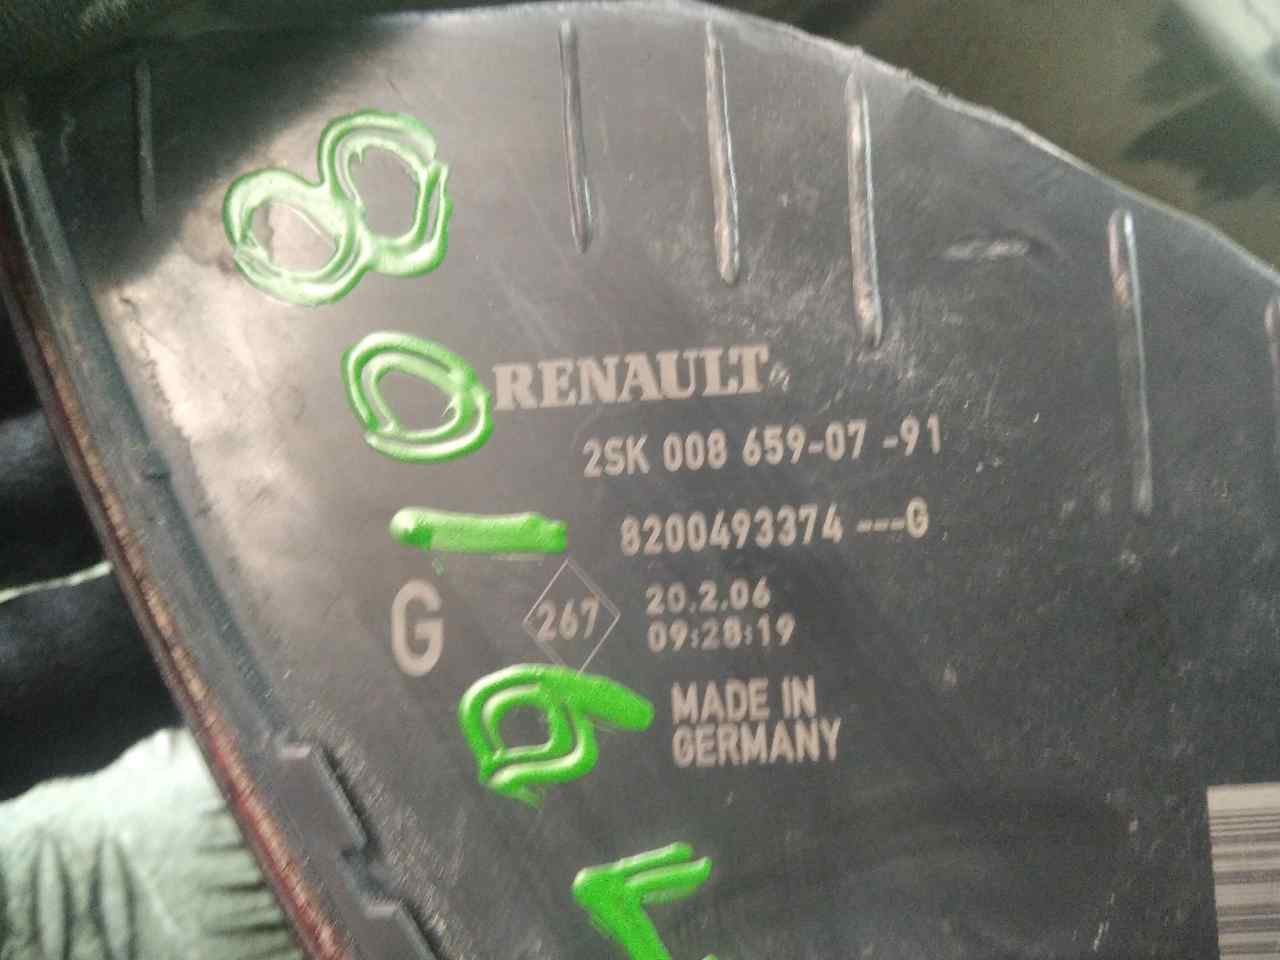 RENAULT
2SK 008 659-07 -91
8200493374 ---G
G
267
20.2.06
09:28:19
MADE IN
GERMANY